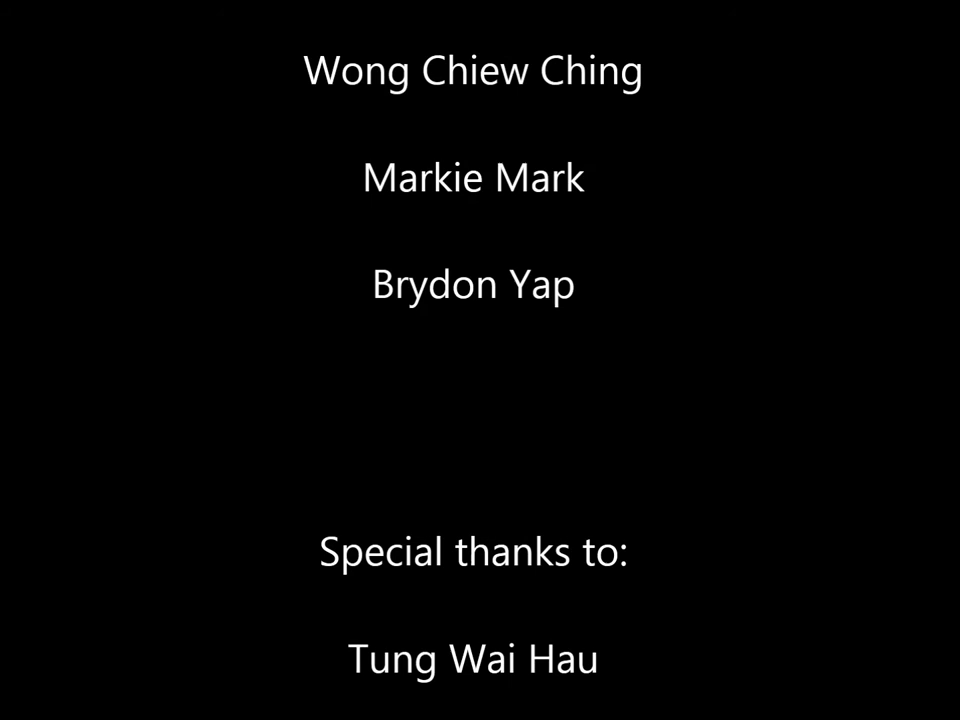 Wong Chiew Ching
Markie Mark
Brydon Yap
Special thanks to:
Tung Wai Hau